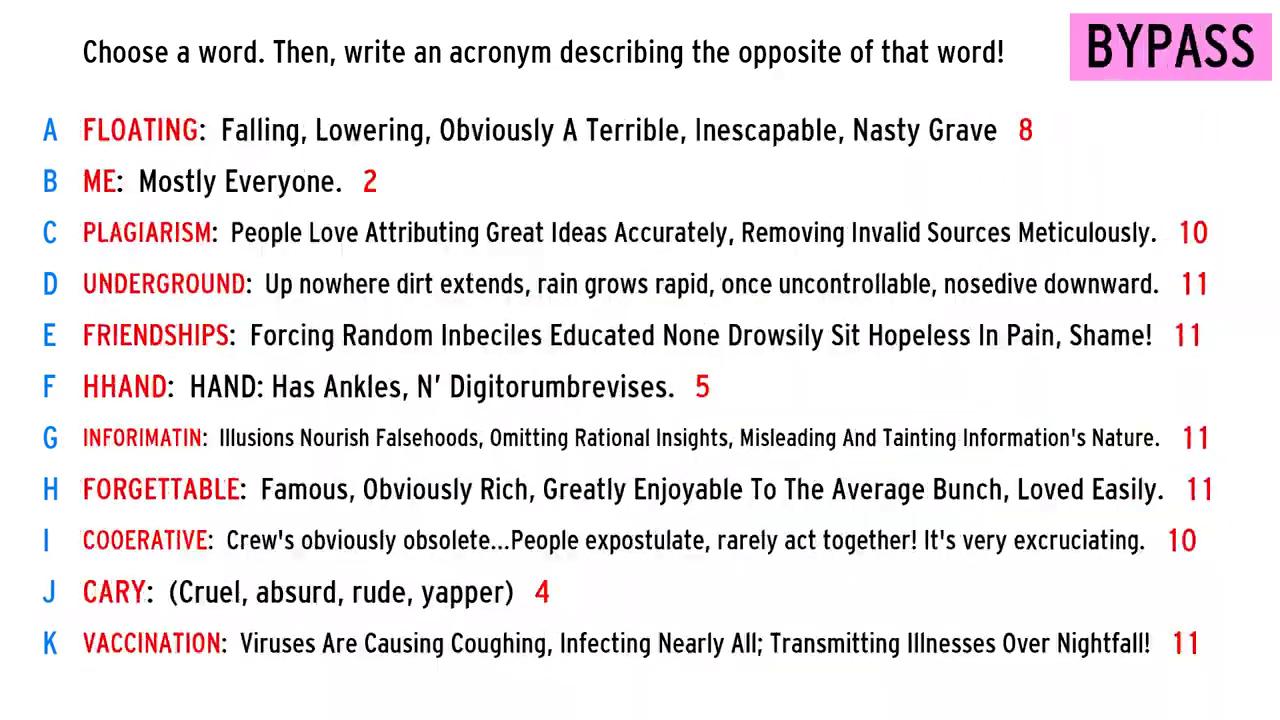 Choose a word. Then, write an acronym describing the opposite of that word!
BYPASS
A FLOATING: Falling, Lowering, Obviously A Terrible, Inescapable, Nasty Grave 8
B ME: Mostly Everyone. 2
C PLAGIARISM: People Love Attributing Great Ideas Accurately, Removing Invalid Sources Meticulously. 10
D UNDERGROUND: Up nowhere dirt extends, rain grows rapid, once uncontrollable, nosedive downward. 11
E FRIENDSHIPS: Forcing Random Inbeciles Educated None Drowsily Sit Hopeless In Pain, Shame! 11
F HHAND: HAND: Has Ankles, N' Digitorumbrevises. 5
G INFORIMATIN: Illusions Nourish Falsehoods, Omitting Rational Insights, Misleading And Tainting Information's Nature. 11
H FORGETTABLE: Famous, Obviously Rich, Greatly Enjoyable To The Average Bunch, Loved Easily. 11
I COOERATIVE: Crew's obviously obsolete...People expostulate, rarely act together! It's very excruciating. 10
J CARY: (Cruel, absurd, rude, yapper) 4
K VACCINATION: Viruses Are Causing Coughing, Infecting Nearly All; Transmitting Illnesses Over Nightfall! 11